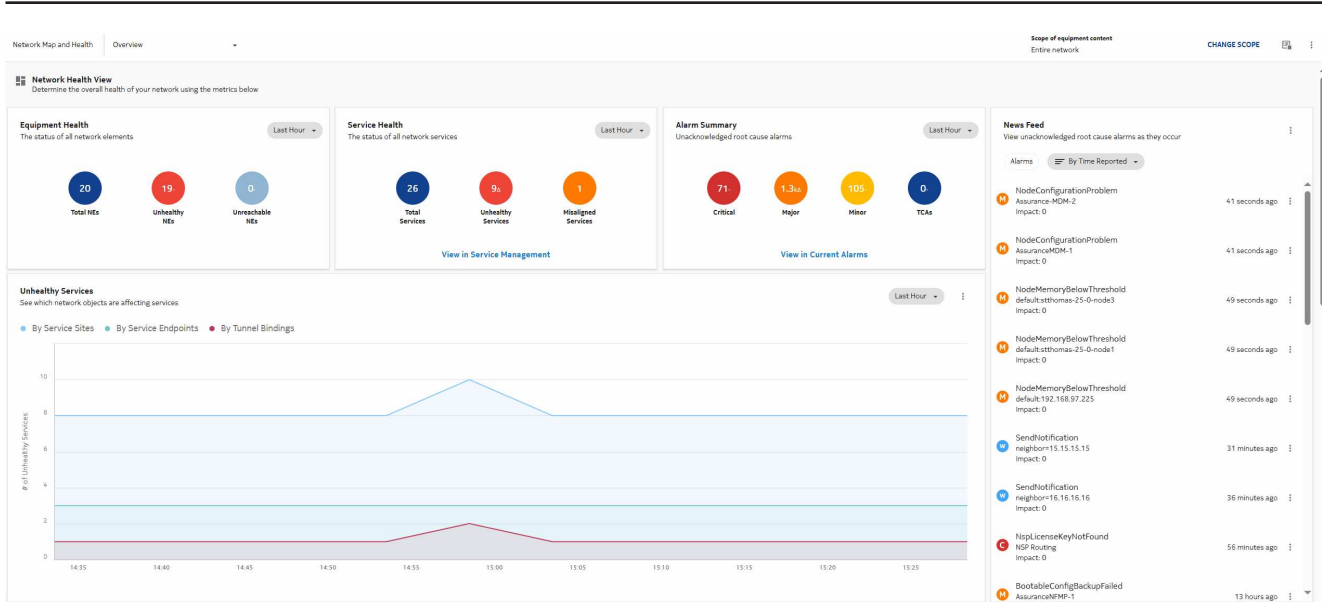 Network Map and Health
Overview
Scope of equipment content
Entire network
CHANGE SCOPE
Network Health View
Determine the overall health of your network using the metrics below
Equipment Health
The status of all network elements
Last Hour
20
Total NEs
19-
Unhealthy
NEs
0-
Unreachable
NEs
Service Health
The status of all network services
Last Hour
26
Total
Services
9
Unhealthy
Services
1
Misaligned
Services
View in Service Management
Alarm Summary
Unacknowledged root cause alarms
Last Hour
71-
Critical
1.3k
Major
105-
Minor
0-
TCAs
View in Current Alarms
Unhealthy Services
See which network objects are affecting services
Last Hour
By Service Sites
By Service Endpoints
By Tunnel Bindings
# of Unhealthy Services
10
8
6
4
2
0
14:35
14:40
14:45
14:50
14:55
15:00
15:05
15:10
15:15
15:20
15:25
News Feed
View unacknowledged root cause alarms as they occur
Alarms
By Time Reported
M
NodeConfigurationProblem
Assurance-MDM-2
41 seconds ago
Impact: 0
M
NodeConfigurationProblem
AssuranceMDM-1
41 seconds ago
Impact: 0
M
NodeMemoryBelowThreshold
default:stthomas-25-0-node3
49 seconds ago
Impact: 0
M
NodeMemoryBelowThreshold
default:stthomas-25-0-node1
49 seconds ago
Impact: 0
M
NodeMemoryBelowThreshold
default:192.168.97.225
49 seconds ago
Impact: 0
W
SendNotification
neighbor=15.15.15.15
31 minutes ago
Impact: 0
W
SendNotification
neighbor=16.16.16.16
36 minutes ago
Impact: 0
C
NspLicenseKeyNotFound
NSP Routing
56 minutes ago
Impact: 0
M
BootableConfigBackupFailed
AssuranceNFMP-1
13 hours ago